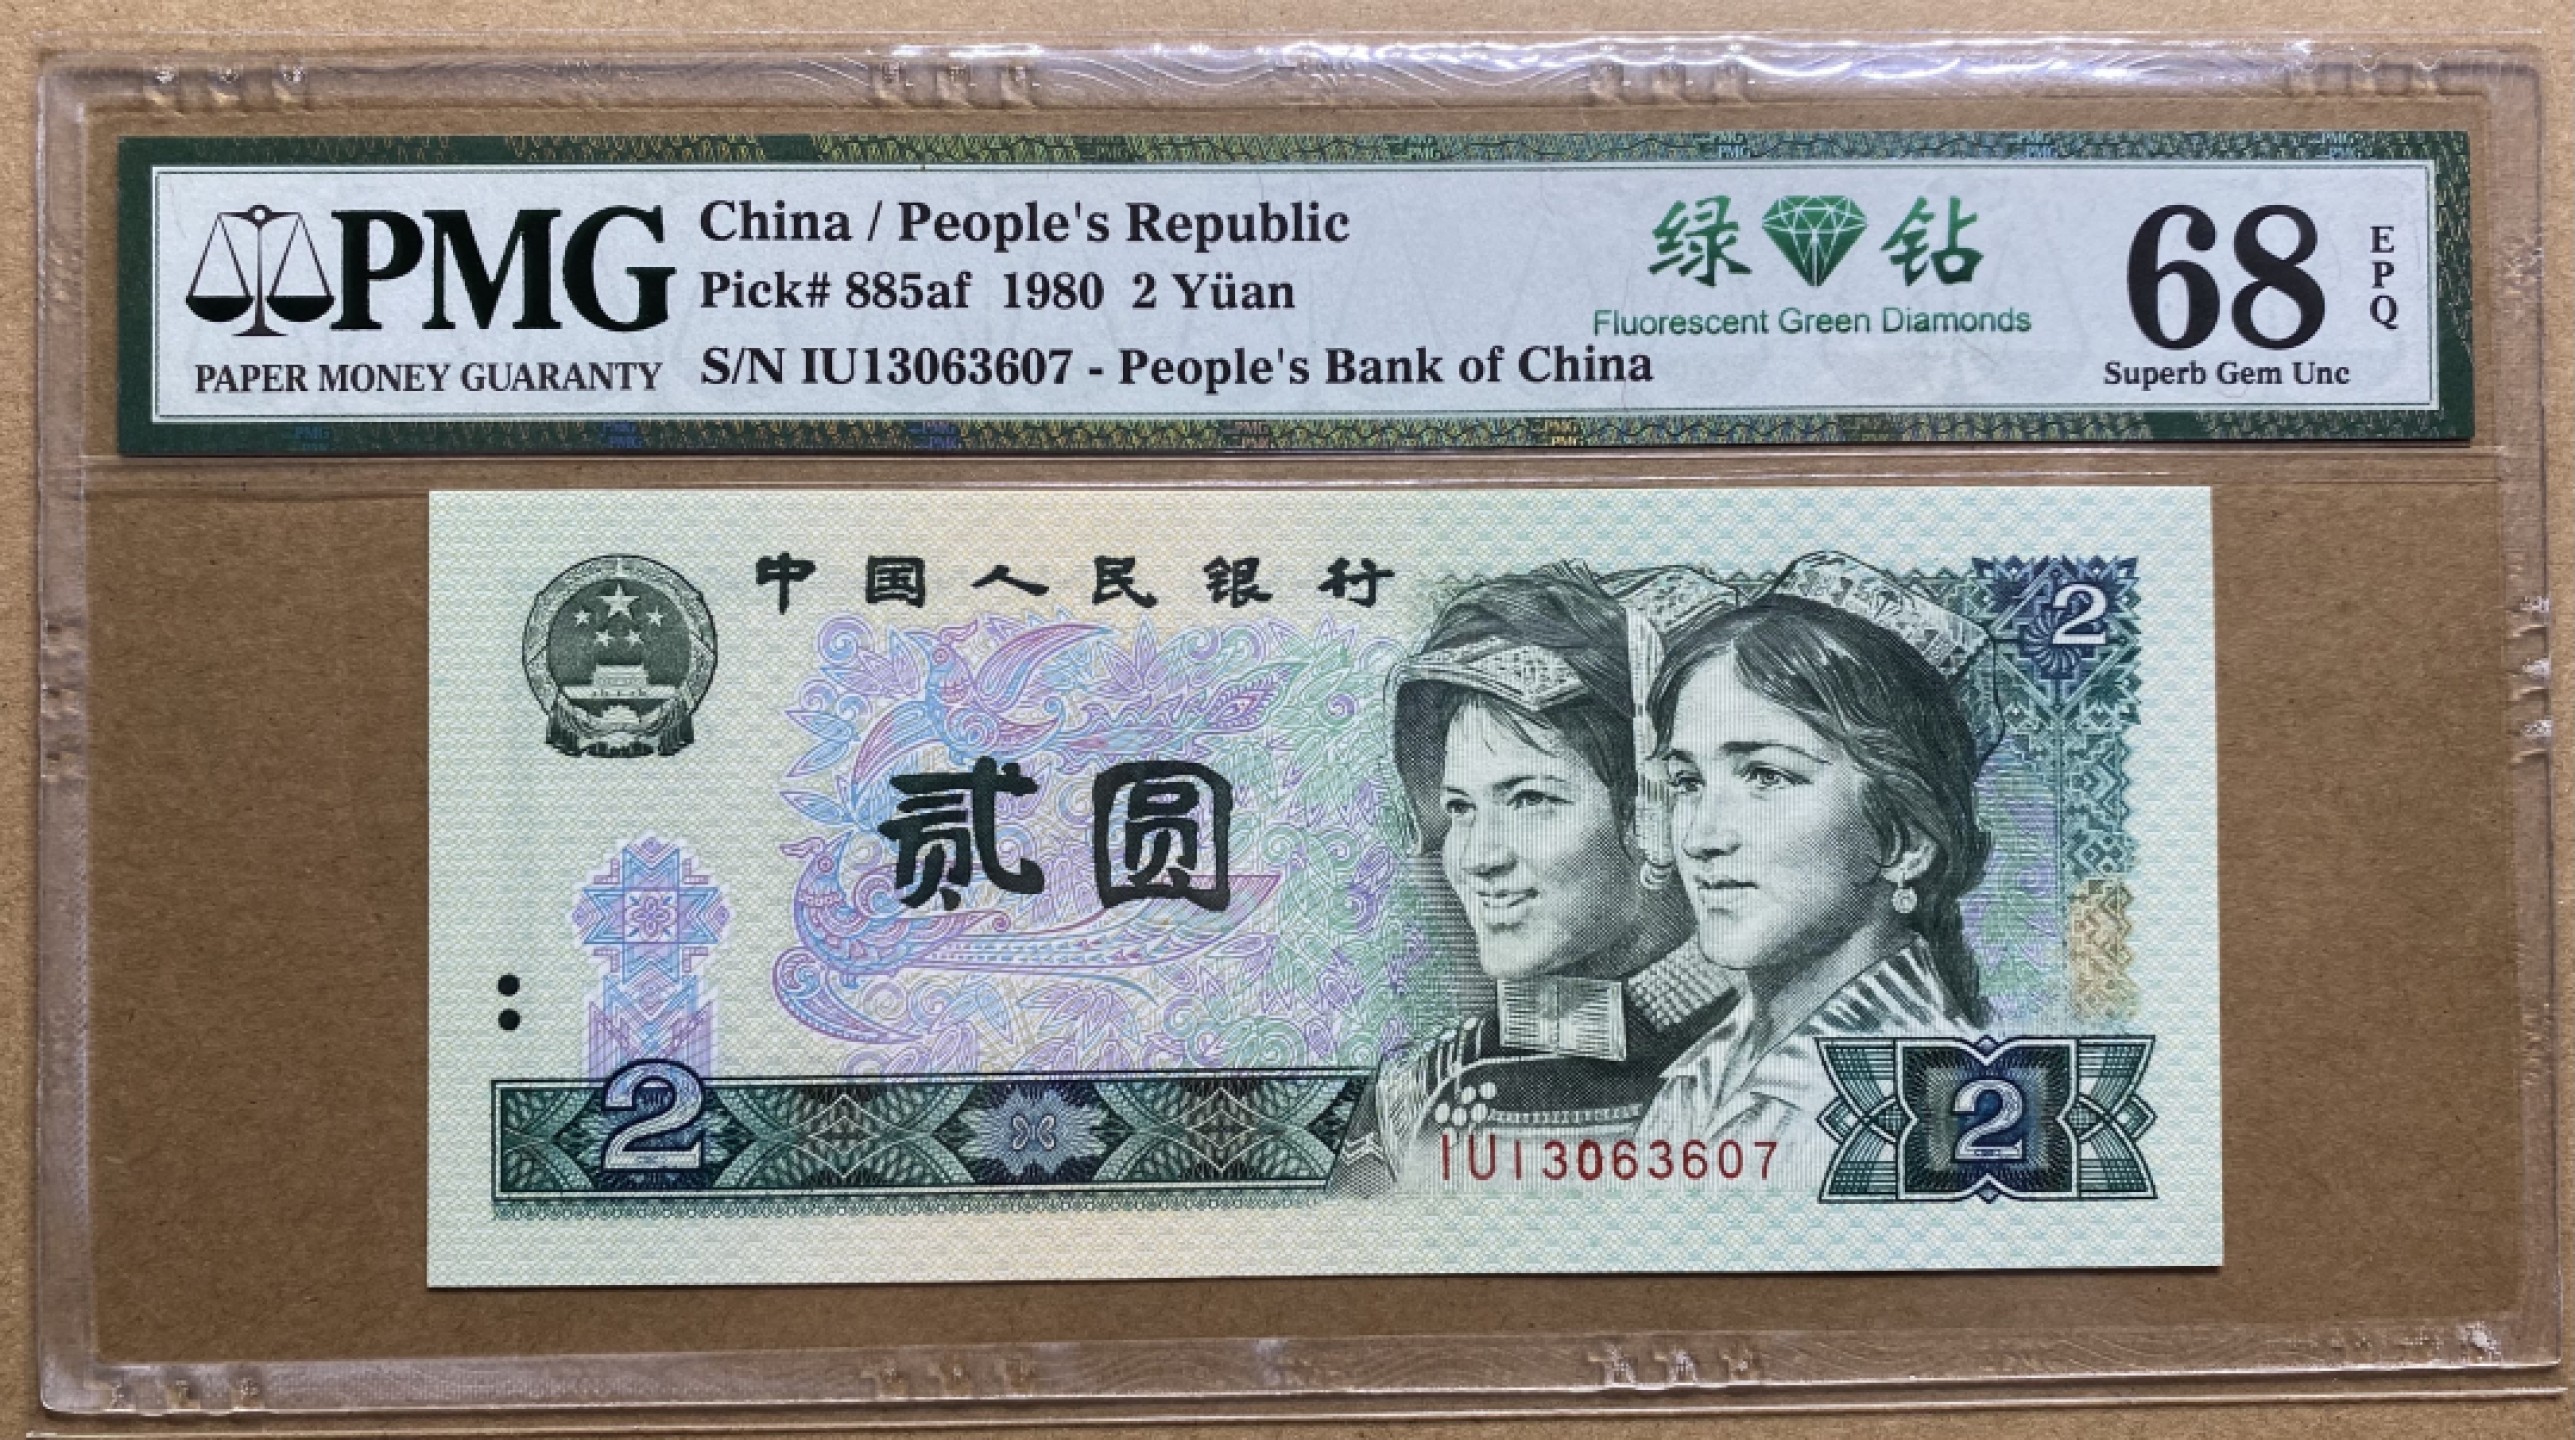 PMG
PAPER MONEY GUARANTY
China / People's Republic
Pick# 885af 1980 2 Yüan
S/N IU13063607 - People's Bank of China
绿钻
Fluorescent Green Diamonds
68
EPQ
Superb Gem Unc
中国人民银行
2
贰圆
2
IU13063607
2